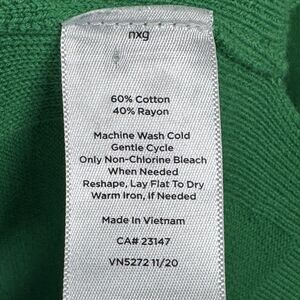 nxg
60% Cotton
40% Rayon
Machine Wash Cold
Gentle Cycle
Only Non-Chlorine Bleach
When Needed
Reshape, Lay Flat To Dry
Warm Iron, If Needed
Made In Vietnam
CA# 23147
VN5272 11/20